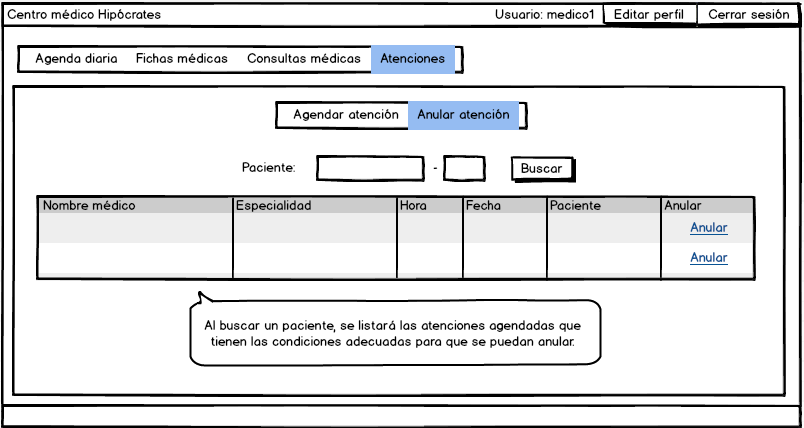 Centro médico Hipócrates Usuario: medico1 Editar perfil Cerrar sesión
Agenda diaria Fichas médicas Consultas médicas Atenciones
Agendar atención Anular atención
Paciente: - Buscar
Nombre médico Especialidad Hora Fecha Paciente Anular
Anular
Anular
Al buscar un paciente, se listará las atenciones agendadas que
tienen las condiciones adecuadas para que se puedan anular.